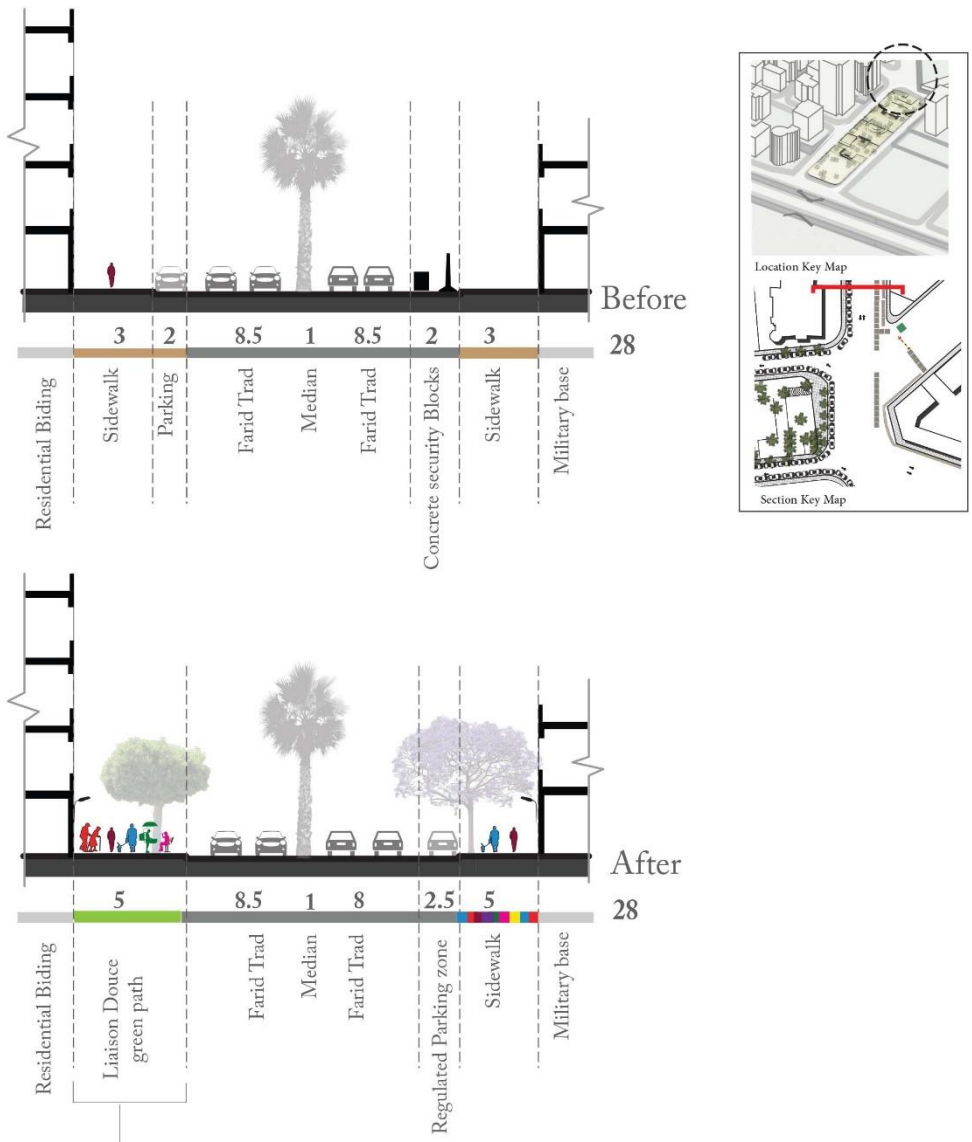 Before
3
2
8.5
1
8.5
2
3
28
Residential Biding
Sidewalk
Parking
Farid Trad
Median
Farid Trad
Concrete security Blocks
Sidewalk
Military base
Location Key Map
Section Key Map
After
5
8.5
1
8
2.5
5
28
Residential Biding
Liaison Douce
green path
Farid Trad
Median
Farid Trad
Regulated Parking zone
Sidewalk
Military base